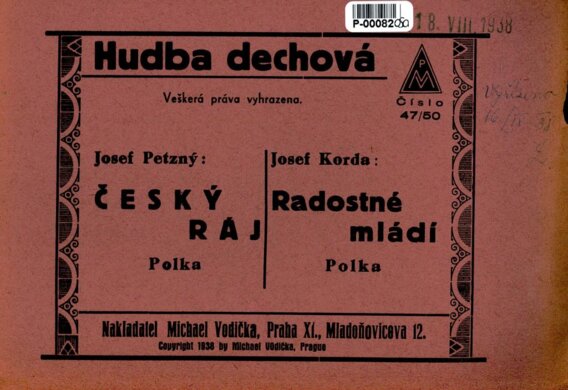 P-0008200
18. VIII. 1938
Hudba dechová
Veškerá práva vyhrazena.
P
M
Číslo
47/50
Josef Petzný:
ČESKÝ
RÁJ
Polka
Josef Korda:
Radostné
mládí
Polka
Nakladatel Michael Vodička, Praha XI., Mladoňovicova 12.
Copyright 1938 by Michael Vodička, Prague